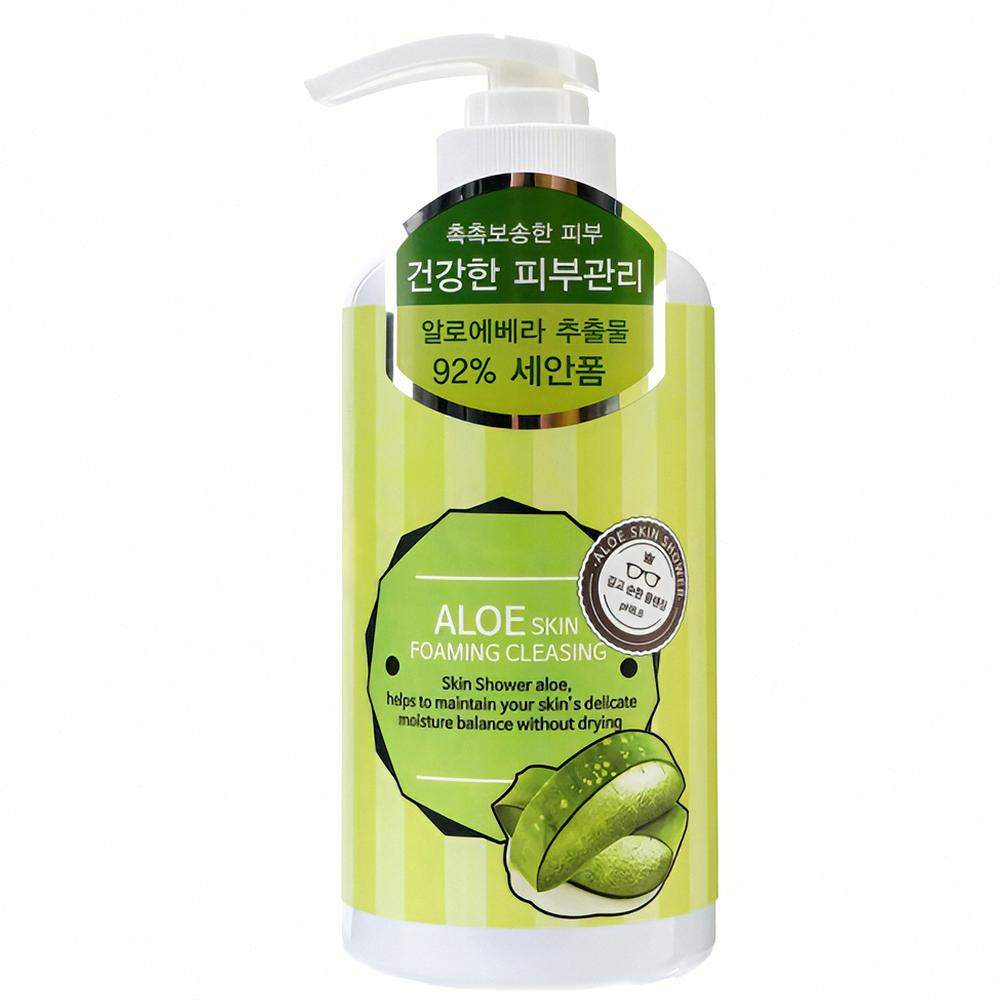 촉촉보송한 피부
건강한 피부관리
알로에베라 추출물
92% 세안폼
ALOE SKIN SHOWER
ALOE SKIN
FOAMING CLEASING
Skin Shower aloe,
helps to maintain your skin's delicate
moisture balance without drying